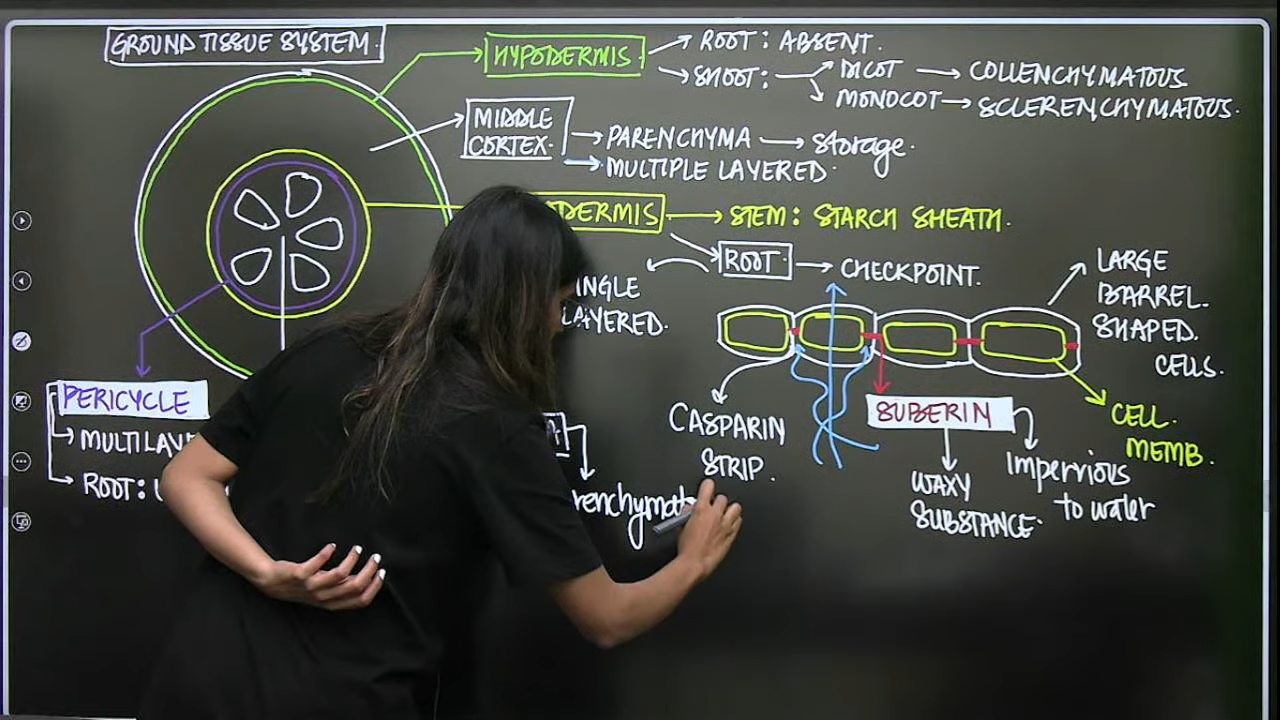 GROUND TISSUE SYSTEM.
HYPODERMIS
ROOT: ABSENT.
SHOOT: DICOT COLLENCHYMATOUS
MONOCOT SCLERENCHYMATOUS.
MIDDLE
CORTEX.
PARENCHYMA storage.
MULTIPLE LAYERED.
DERMIS STEM: STARCH SHEATH.
ROOT. CHECKPOINT.
INGLE
LAYERED.
LARGE
BARREL.
SHAPED.
CELLS.
PERICYCLE
MULTILAYE
ROOT:
CASPARIN
STRIP.
SUBERIN
CELL.
MEMB.
WAXY
SUBSTANCE.
Impervious
to water
renchymato